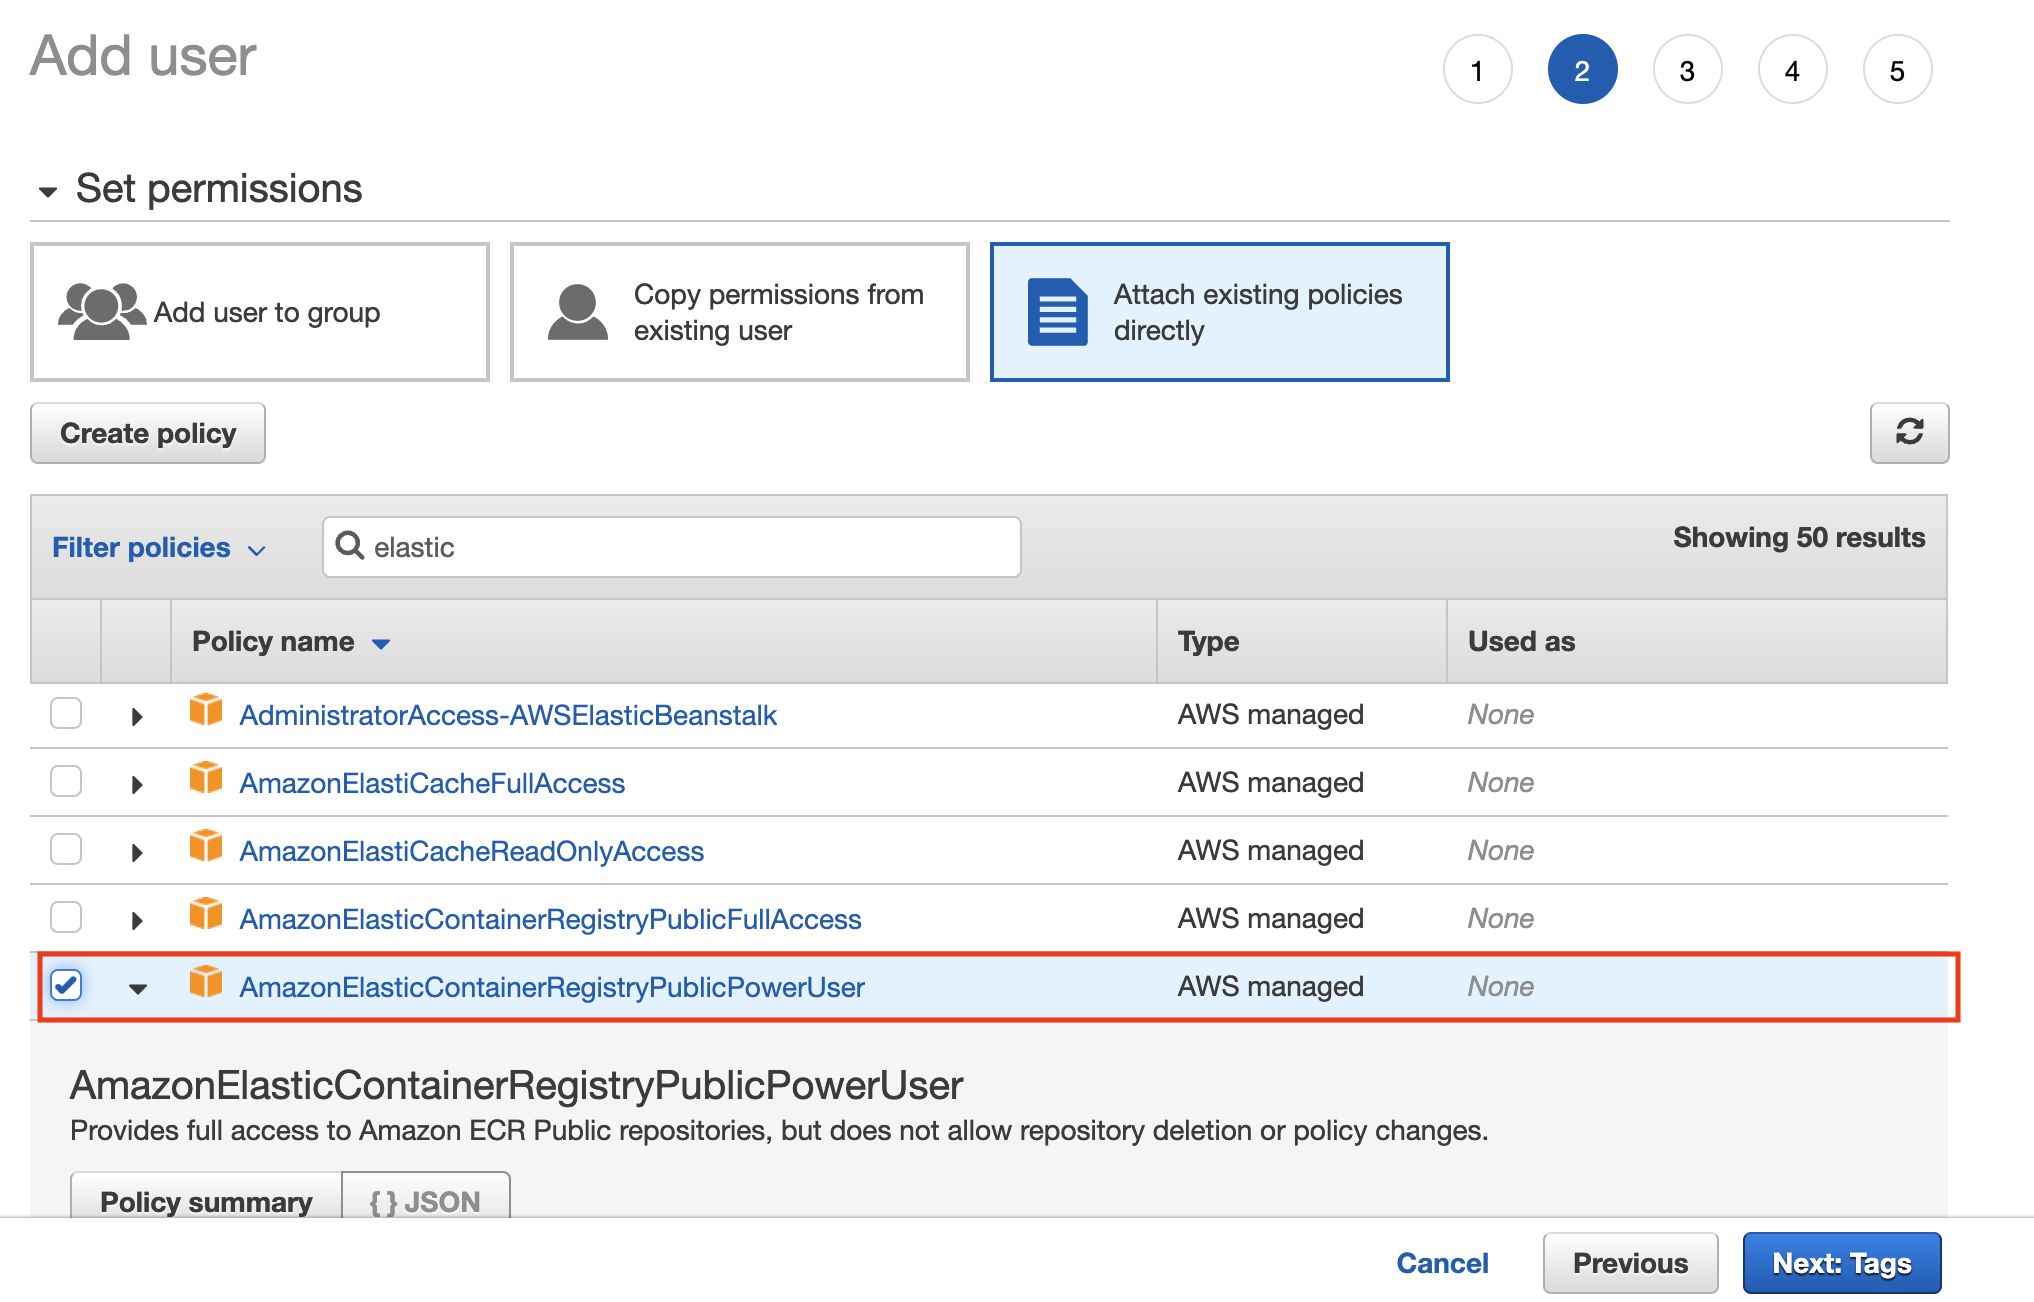 Add user
1 2 3 4 5
Set permissions
Add user to group
Copy permissions from
existing user
Attach existing policies
directly
Create policy
Filter policies elastic Showing 50 results
Policy name Type Used as
AdministratorAccess-AWSElasticBeanstalk AWS managed None
AmazonElastiCacheFullAccess AWS managed None
AmazonElastiCacheReadOnlyAccess AWS managed None
AmazonElasticContainerRegistryPublicFullAccess AWS managed None
AmazonElasticContainerRegistryPublicPowerUser AWS managed None
AmazonElasticContainerRegistryPublicPowerUser
Provides full access to Amazon ECR Public repositories, but does not allow repository deletion or policy changes.
Policy summary {} JSON
Cancel Previous Next: Tags